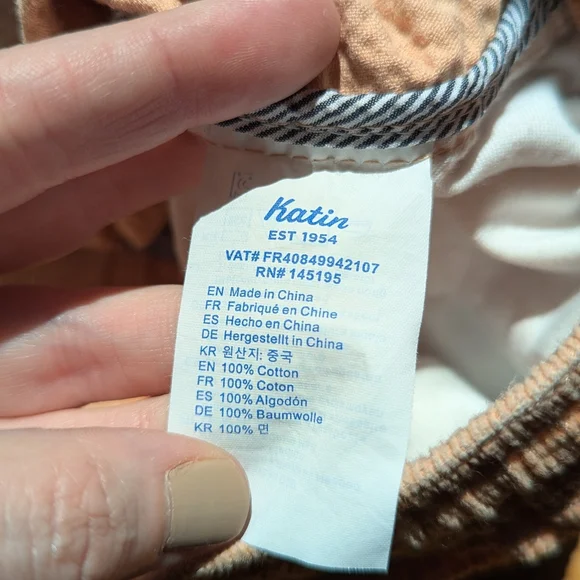 Katin
EST 1954
VAT# FR40849942107
RN# 145195
EN Made in China
FR Fabriqué en Chine
ES Hecho en China
DE Hergestellt in China
KR 원산지: 중국
EN 100% Cotton
FR 100% Coton
ES 100% Algodón
DE 100% Baumwolle
KR 100% 면